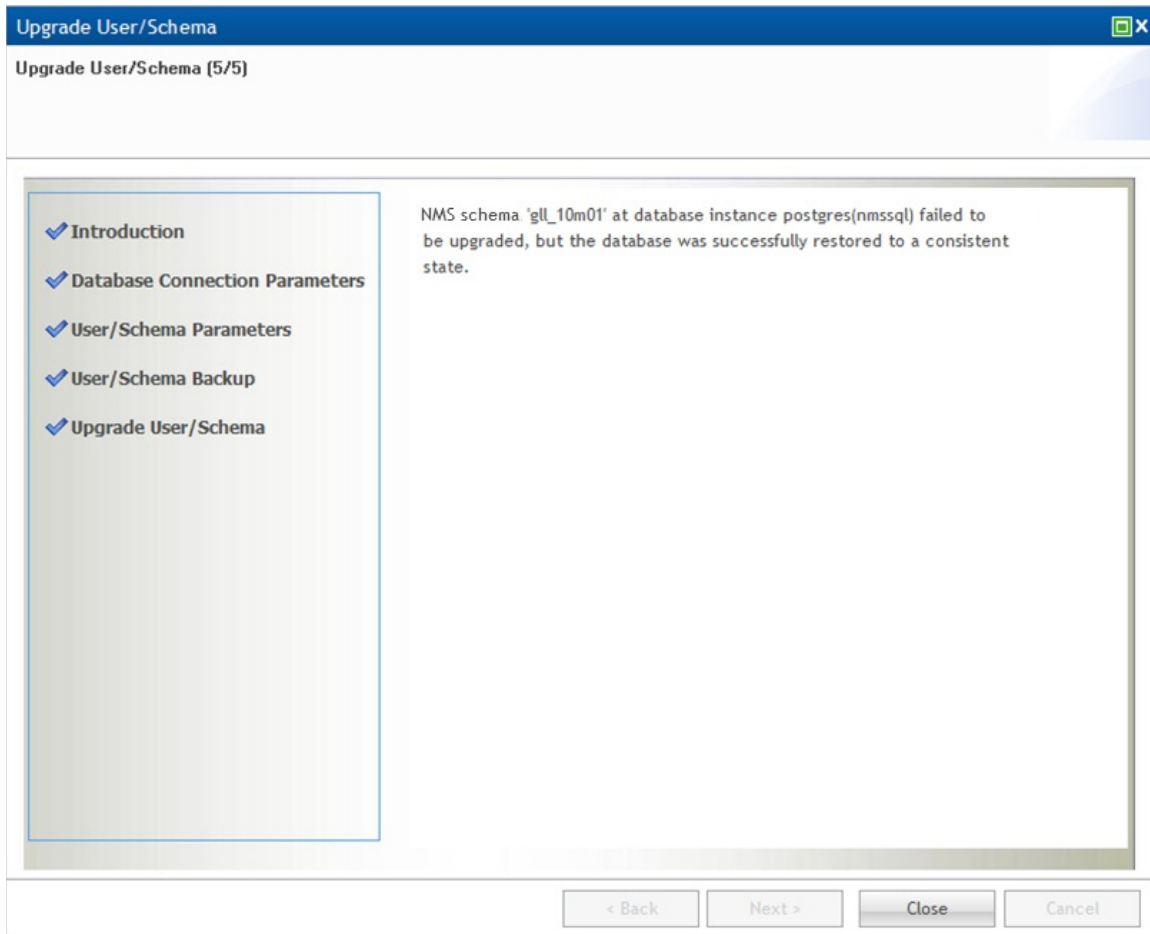 Upgrade User/Schema
Upgrade User/Schema (5/5)
Introduction
Database Connection Parameters
User/Schema Parameters
User/Schema Backup
Upgrade User/Schema
NMS schema 'gll_10m01' at database instance postgres(nmssql) failed to
be upgraded, but the database was successfully restored to a consistent
state.
< Back
Next >
Close
Cancel